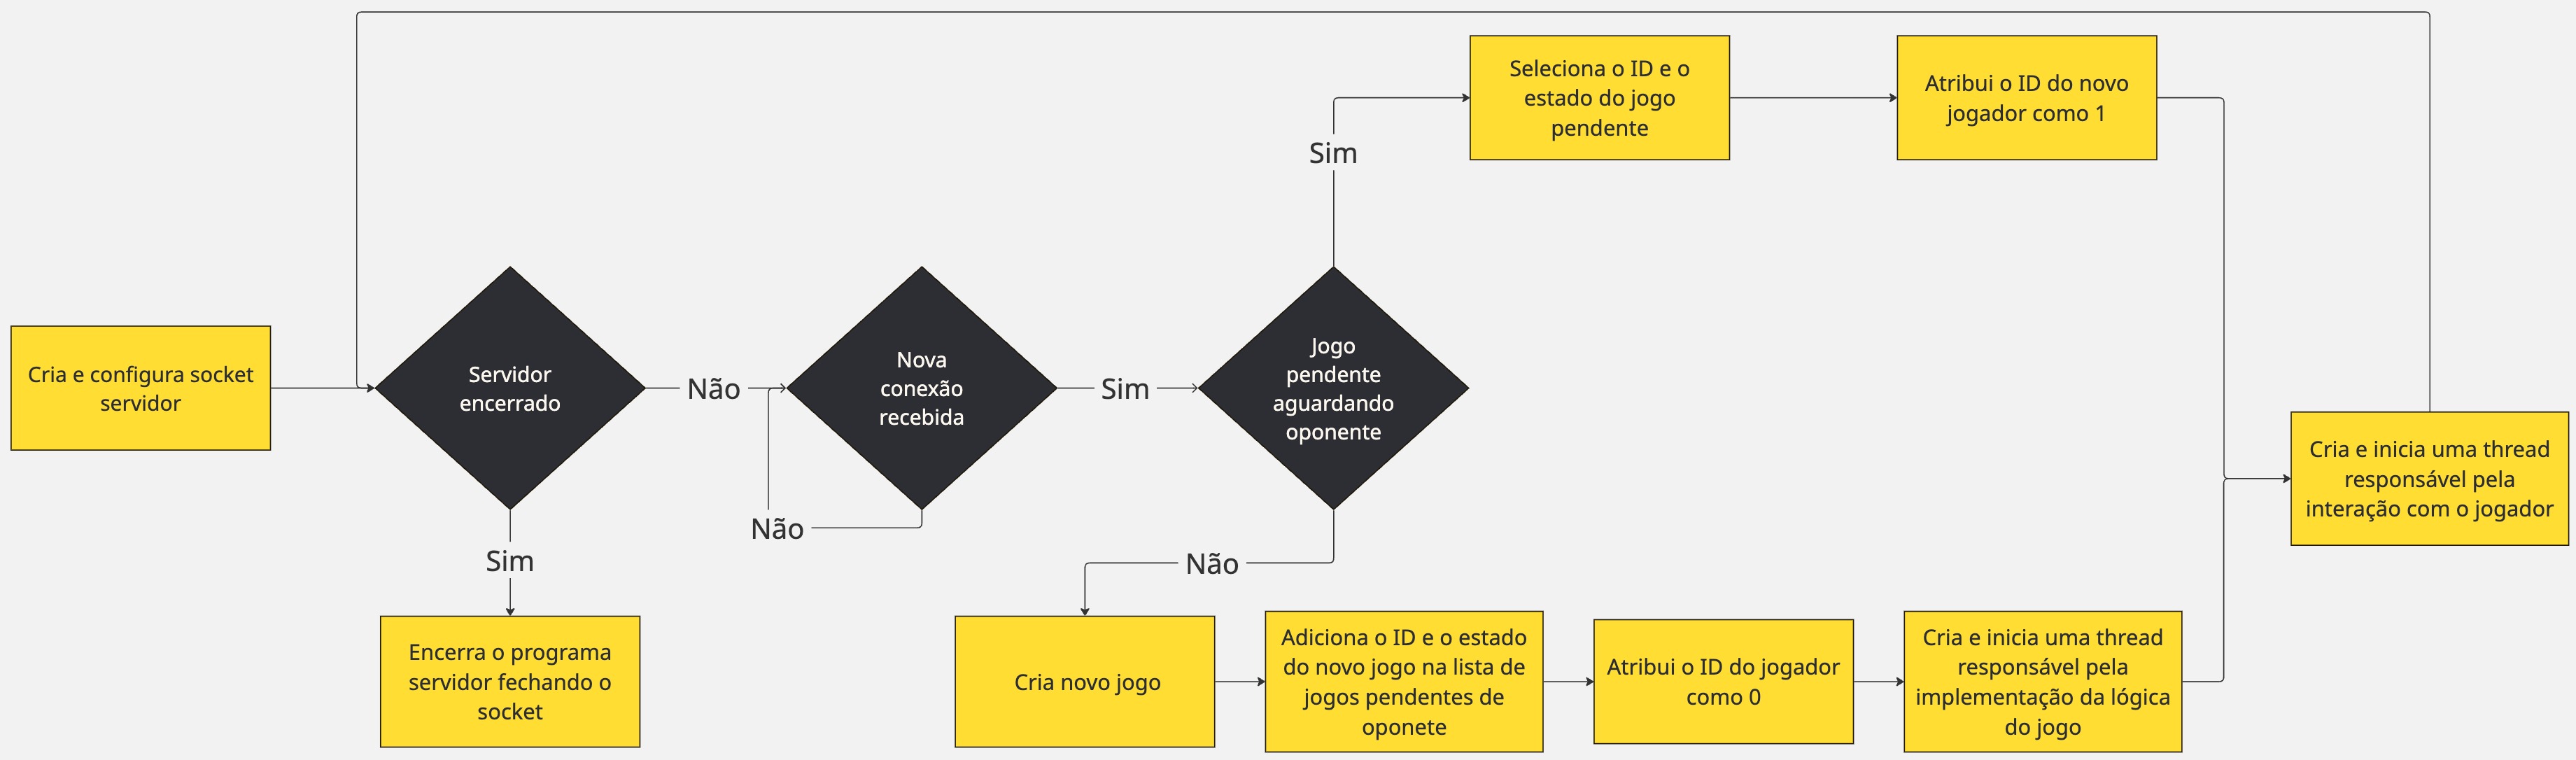 Cria e configura socket
servidor
Servidor
encerrado
Sim
Encerra o programa
servidor fechando o
socket
Não
Nova
conexão
recebida
Não
Sim
Jogo
pendente
aguardando
oponente
Sim
Seleciona o ID e o
estado do jogo
pendente
Atribui o ID do novo
jogador como 1
Não
Cria novo jogo
Adiciona o ID e o estado
do novo jogo na lista de
jogos pendentes de
oponete
Atribui o ID do jogador
como 0
Cria e inicia uma thread
responsável pela
implementação da lógica
do jogo
Cria e inicia uma thread
responsável pela
interação com o jogador